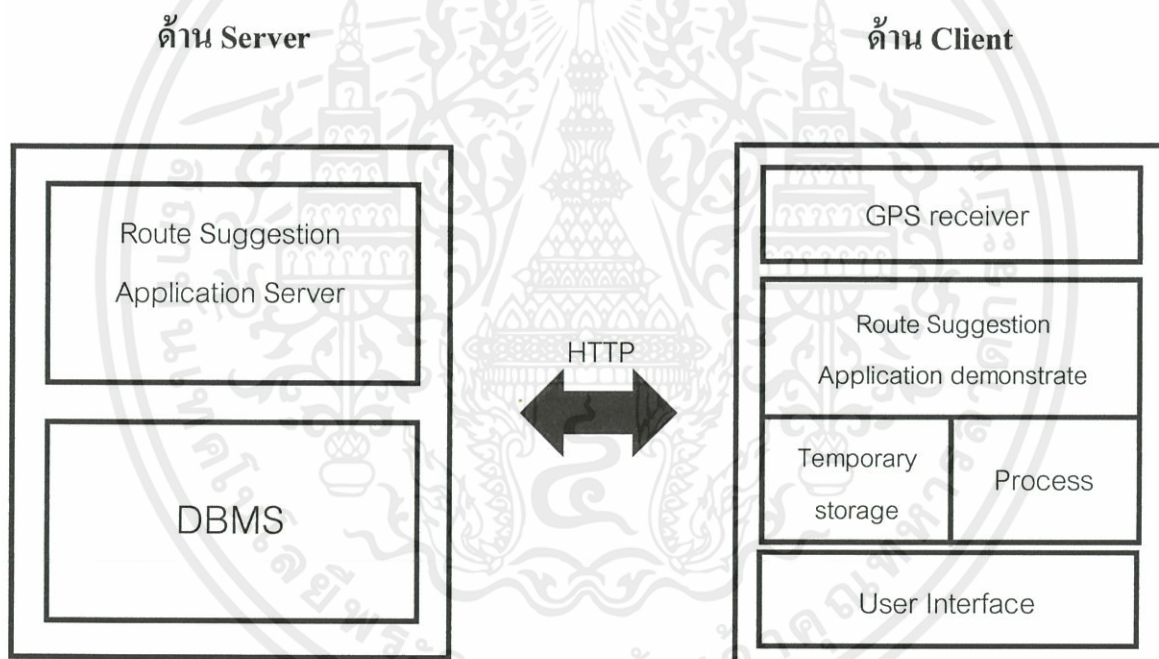 ด้าน Server
ด้าน Client
Route Suggestion
Application Server
DBMS
HTTP
GPS receiver
Route Suggestion
Application demonstrate
Temporary
storage
Process
User Interface